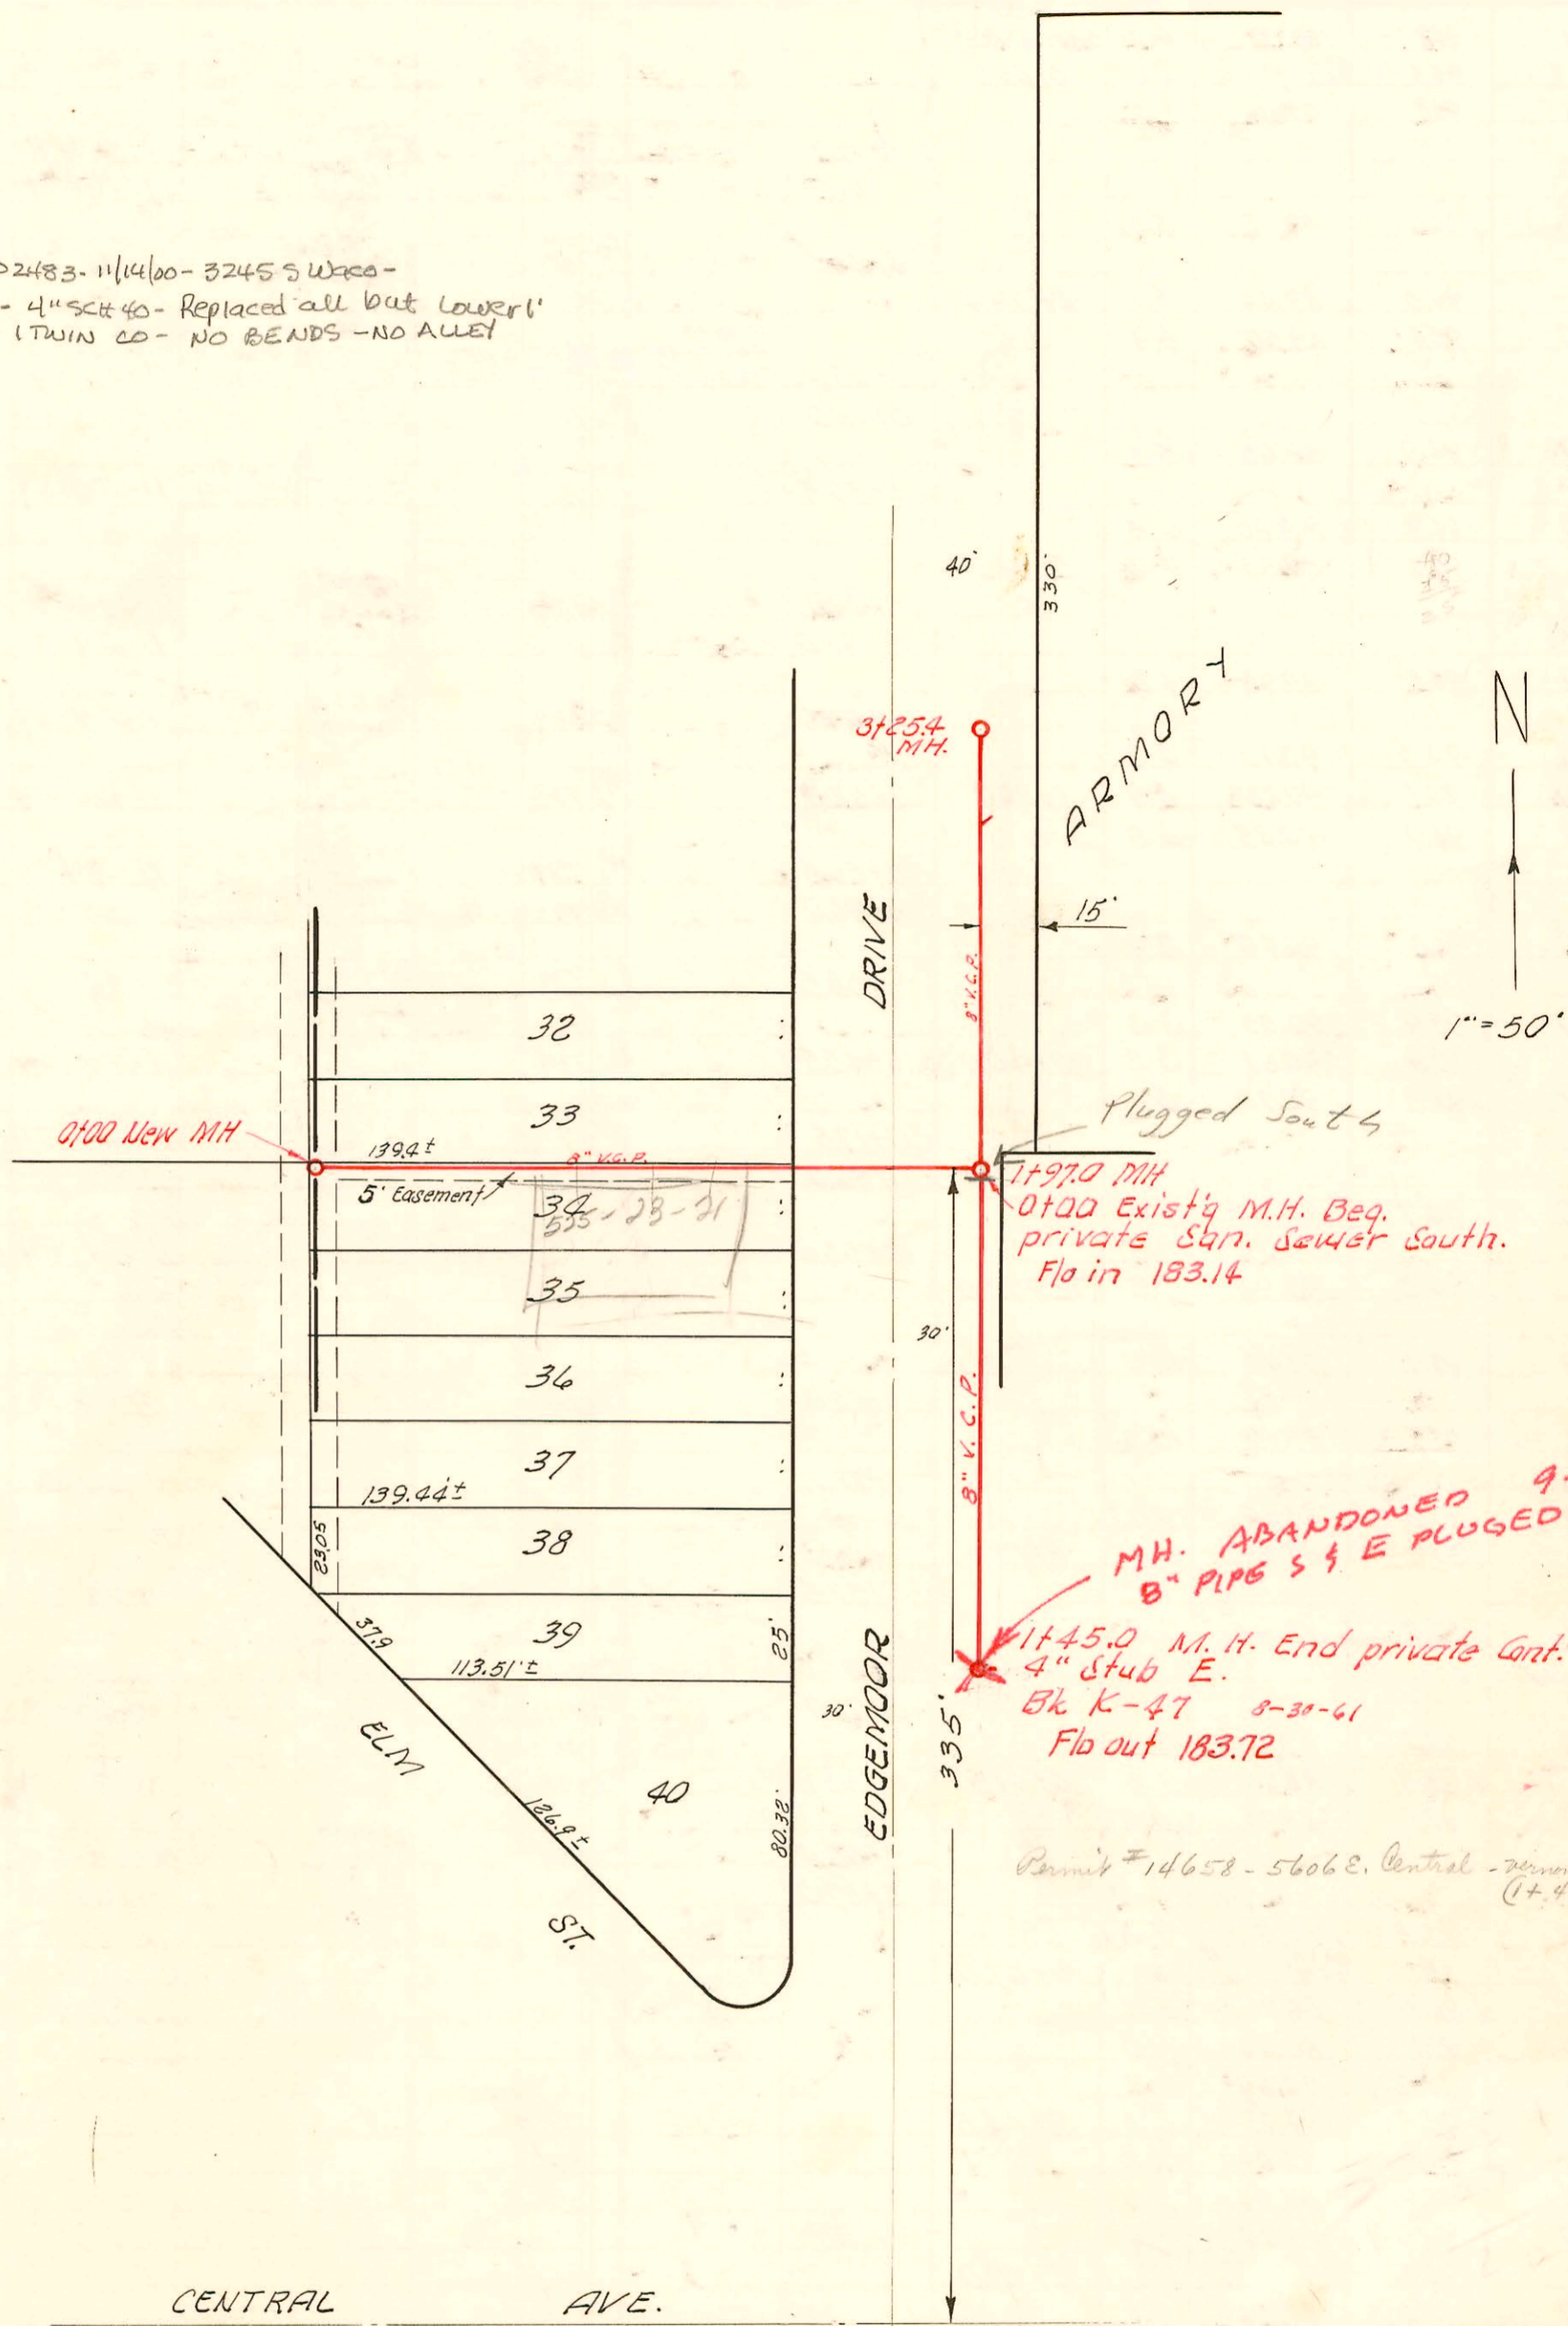 2483-11/14/00-3245 S Waco-
- 4" SCH 40 - Replaced all but Lower 1'
1 TWIN CO - NO BENDS - NO ALLEY
40'
330'
ARMORY
N
3+25.4
MH.
15'
DRIVE
8" V.C.P.
1"=50'
32
33
Plugged South
0+00 New MH
139.4±
8" V.C.P.
5' Easement
34
1+97.0 MH
0+00 Exist'g M.H. Beg.
private San. Sewer South.
Flo in 183.14
35
30'
36
8" V.C.P.
37
139.44±
MH. ABANDONED 9-
8" PIPE S & E PLUGED
38
23.05
39
37.9
25'
113.51'±
1+45.0 M.H. End private Cont.
4" Stub E.
Bk K-47 8-30-61
Flo out 183.72
30'
EDGEMOOR
335'
ELM
40
126.9±
80.32'
Permit # 14658 - 5606 E. Central -
(1+4
ST.
CENTRAL AVE.